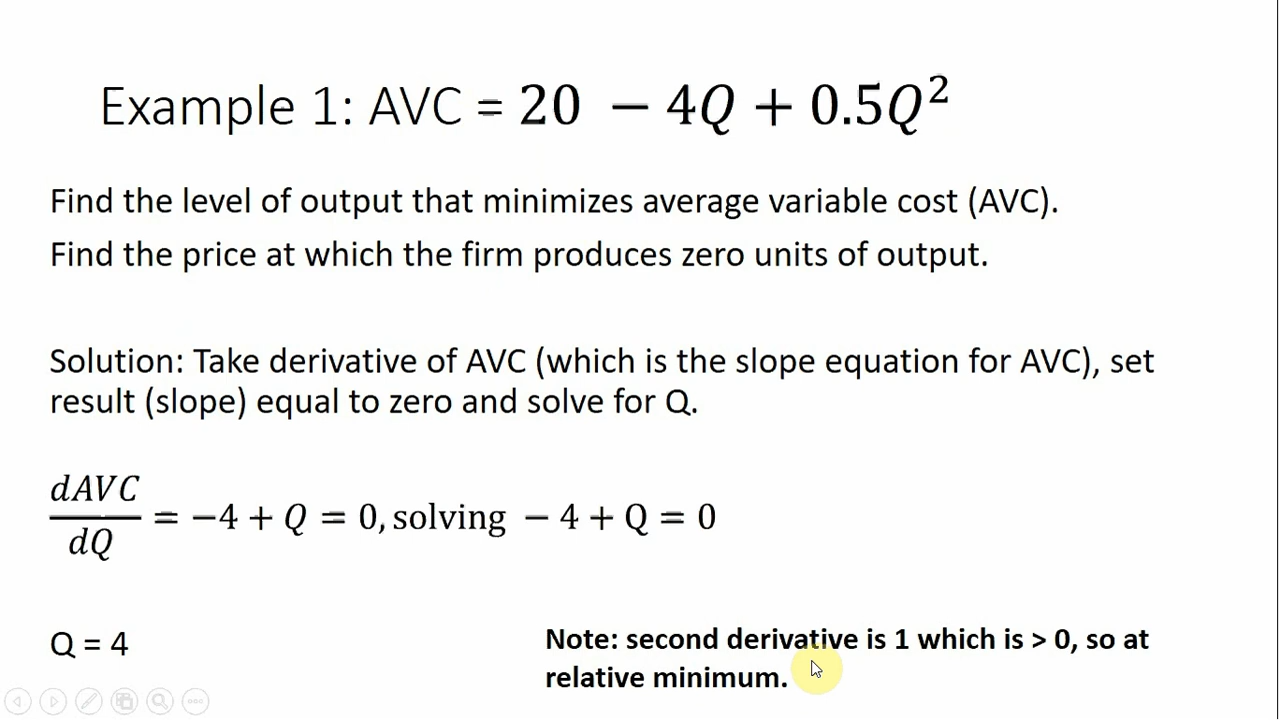 Example 1: AVC = 20 − 4Q + 0.5Q²
Find the level of output that minimizes average variable cost (AVC).
Find the price at which the firm produces zero units of output.
Solution: Take derivative of AVC (which is the slope equation for AVC), set
result (slope) equal to zero and solve for Q.
dAVC/dQ = −4 + Q = 0, solving − 4 + Q = 0
Q = 4
Note: second derivative is 1 which is > 0, so at
relative minimum.